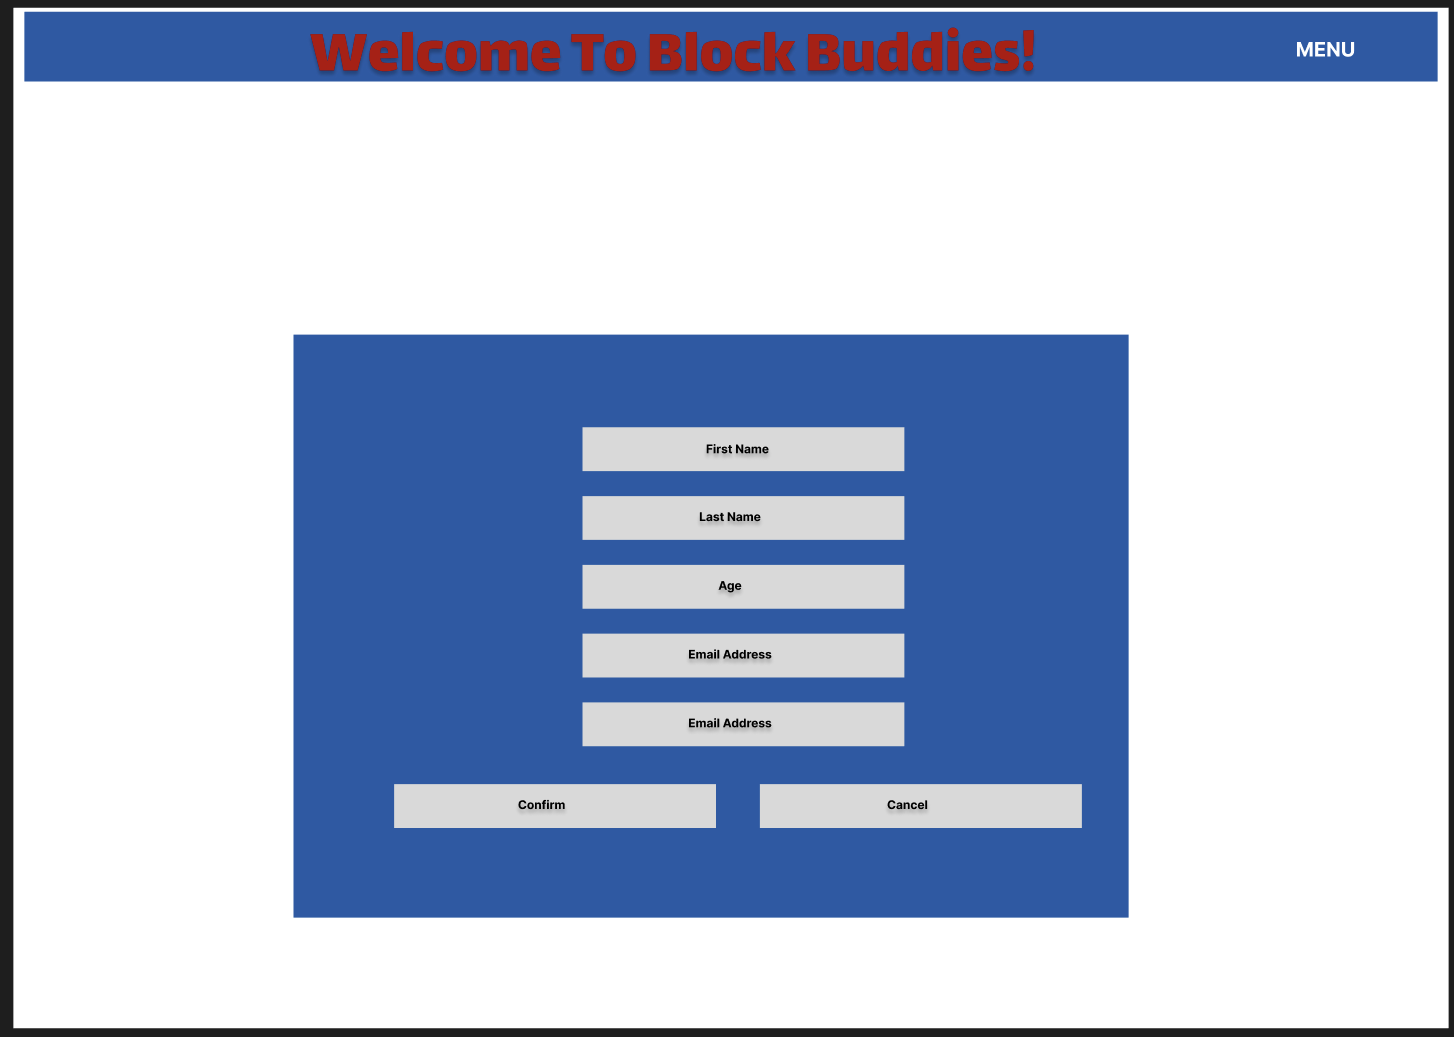 Welcome To Block Buddies!
MENU
First Name
Last Name
Age
Email Address
Email Address
Confirm
Cancel